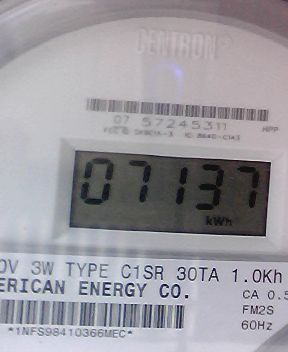 CENTRON®
07 57245311 HPP
07137
kWh
0V 3W TYPE C1SR 30TA 1.0Kh
ERICAN ENERGY CO.
CA 0.5
FM2S
60Hz
*1NFS98410366MEC*